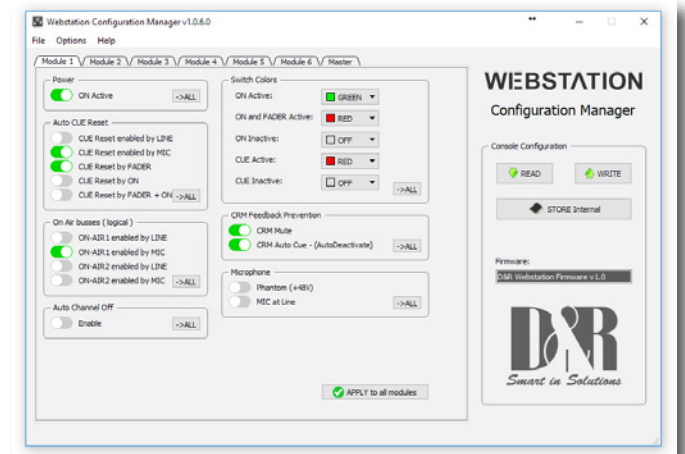 Webstation Configuration Manager v1.0.6.0
File Options Help
Module 1 Module 2 Module 3 Module 4 Module 5 Module 6 Master
Power
ON Active ->ALL
Auto CUE Reset
CUE Reset enabled by LINE
CUE Reset enabled by MIC
CUE Reset by FADER
CUE Reset by ON
CUE Reset by FADER + ON ->ALL
On Air busses ( logical )
ON-AIR1 enabled by LINE
ON-AIR1 enabled by MIC
ON-AIR2 enabled by LINE
ON-AIR2 enabled by MIC ->ALL
Auto Channel Off
Enable ->ALL
Switch Colors
ON Active: GREEN
ON and FADER Active: RED
ON Inactive: OFF
CUE Active: RED
CUE Inactive: OFF
->ALL
CRM Feedback Prevention
CRM Mute
CRM Auto Cue - (AutoDeactivate) ->ALL
Microphone
Phantom (+48V)
MIC at Line ->ALL
APPLY to all modules
WEBSTATION
Configuration Manager
Console Configuration
READ WRITE
STORE Internal
Firmware:
D&R Webstation Firmware v1.0
D&R
Smart in Solutions